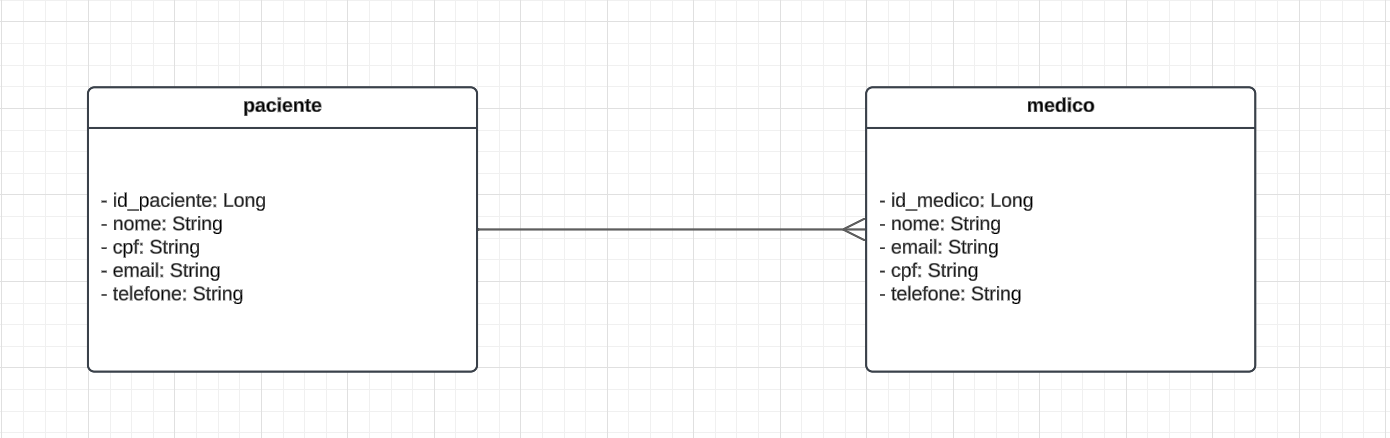 paciente
- id_paciente: Long
- nome: String
- cpf: String
- email: String
- telefone: String
medico
- id_medico: Long
- nome: String
- email: String
- cpf: String
- telefone: String